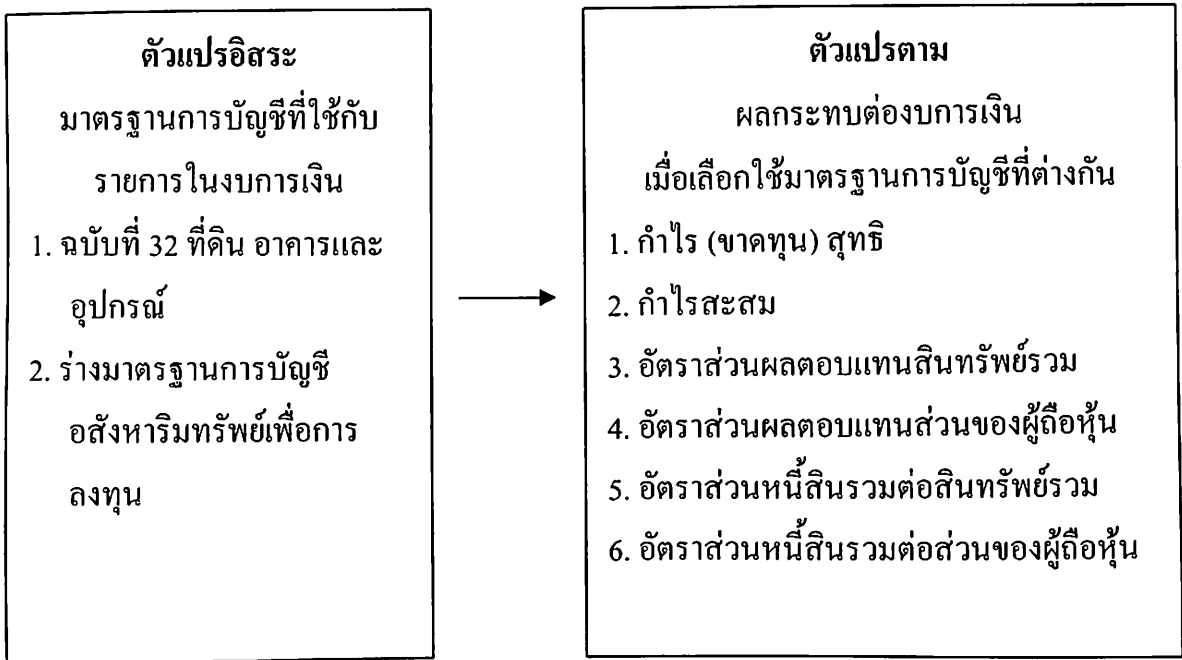 ตัวแปรอิสระ
มาตรฐานการบัญชีที่ใช้กับ
รายการในงบการเงิน
1. ฉบับที่ 32 ที่ดิน อาคารและ
อุปกรณ์
2. ร่างมาตรฐานการบัญชี
อสังหาริมทรัพย์เพื่อการ
ลงทุน
ตัวแปรตาม
ผลกระทบต่องบการเงิน
เมื่อเลือกใช้มาตรฐานการบัญชีที่ต่างกัน
1. กำไร (ขาดทุน) สุทธิ
2. กำไรสะสม
3. อัตราส่วนผลตอบแทนสินทรัพย์รวม
4. อัตราส่วนผลตอบแทนส่วนของผู้ถือหุ้น
5. อัตราส่วนหนี้สินรวมต่อสินทรัพย์รวม
6. อัตราส่วนหนี้สินรวมต่อส่วนของผู้ถือหุ้น